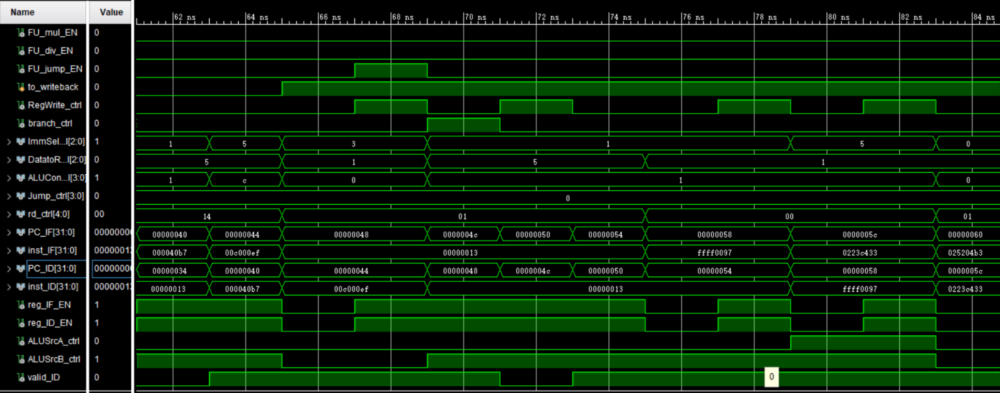 Name Value 62 ns 64 ns 66 ns 68 ns 70 ns 72 ns 74 ns 76 ns 78 ns 80 ns 82 ns 84 ns
FU_mul_EN 0
FU_div_EN 0
FU_jump_EN 0
to_writeback 0
RegWrite_ctrl 0
branch_ctrl 0
ImmSel...l[2:0] 1 1 5 3 1 5 0
DatatoR...l[2:0] 0 5 1 5 1
ALUCon...l[3:0] 1 1 c 0 1 0
Jump_ctrl[3:0] 0 0
rd_ctrl[4:0] 00 14 01 00 01
PC_IF[31:0] 00000000 00000040 00000044 00000048 0000004c 00000050 00000054 00000058 0000005c 00000060
inst_IF[31:0] 00000013 000040b7 00c000ef 00000013 ffff0097 0223c433 025204b3
PC_ID[31:0] 00000000 00000034 00000040 00000044 00000048 0000004c 00000050 00000054 00000058 0000005c
inst_ID[31:0] 00000013 00000013 000040b7 00c000ef 00000013 ffff0097 0223c433
reg_IF_EN 1
reg_ID_EN 1
ALUSrcA_ctrl 0
ALUSrcB_ctrl 1
valid_ID 0 0